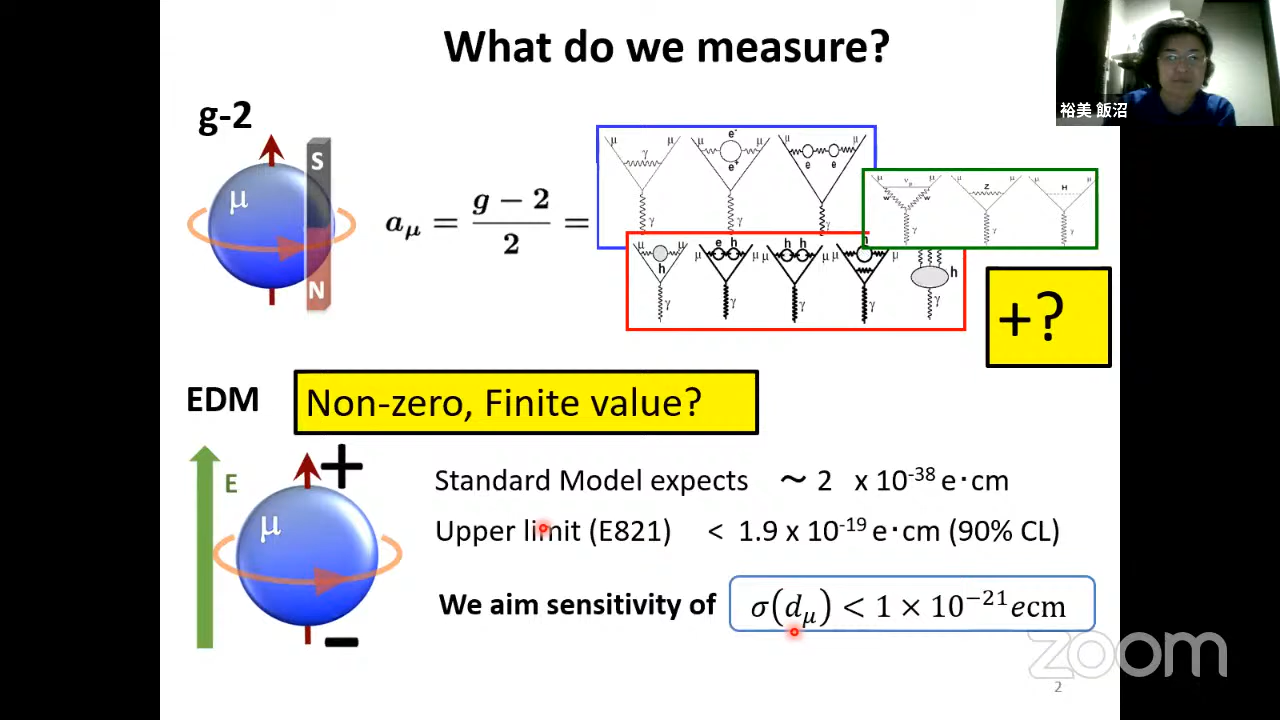 What do we measure?
裕美 飯沼
g-2
S
μ
N
a_μ = \frac{g - 2}{2} =
μ γ μ
μ e⁻ μ
e⁺
γ
μ μ
e e
γ
μ ν_μ μ
W W
γ
μ Z μ
γ
μ H μ
γ
μ μ
h
γ
μ e h μ
γ
μ h h μ
γ
μ h μ
γ
h
γ
+?
EDM
Non-zero, Finite value?
E
+
μ
−
Standard Model expects ～ 2 x 10⁻³⁸ e・cm
Upper limit (E821) < 1.9 x 10⁻¹⁹ e・cm (90% CL)
We aim sensitivity of σ(d_μ) < 1 × 10⁻²¹ ecm
zoom
2